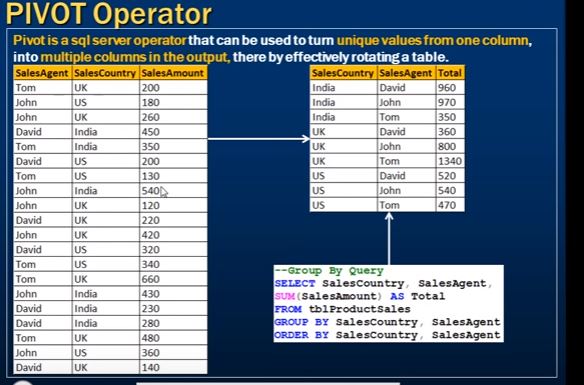 PIVOT Operator
Pivot is a sql server operator that can be used to turn unique values from one column,
into multiple columns in the output, there by effectively rotating a table.
SalesAgent SalesCountry SalesAmount
Tom UK 200
John US 180
John UK 260
David India 450
Tom India 350
David US 200
Tom US 130
John India 540
John UK 120
David UK 220
John UK 420
David US 320
Tom US 340
Tom UK 660
John India 430
David India 230
David India 280
Tom UK 480
John US 360
David UK 140
SalesCountry SalesAgent Total
India David 960
India John 970
India Tom 350
UK David 360
UK John 800
UK Tom 1340
US David 520
US John 540
US Tom 470
--Group By Query
SELECT SalesCountry, SalesAgent,
SUM(SalesAmount) AS Total
FROM tblProductSales
GROUP BY SalesCountry, SalesAgent
ORDER BY SalesCountry, SalesAgent